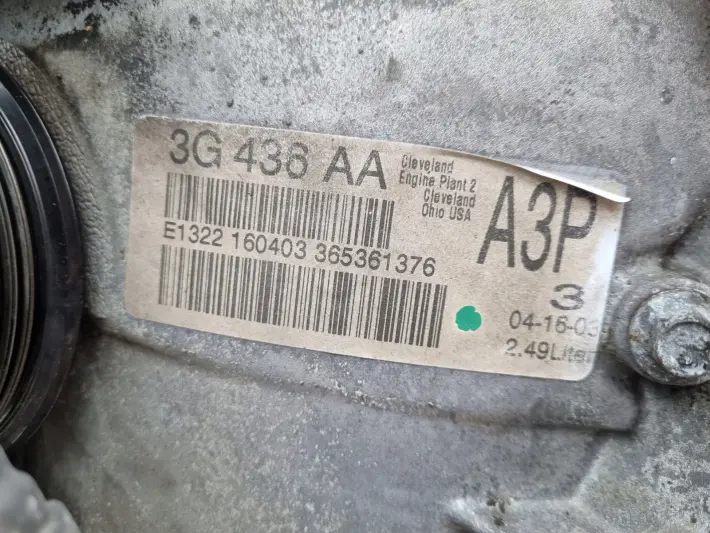 3G 436 AA
Cleveland
Engine Plant 2
Cleveland
Ohio USA
A3P
E1322 160403 365361376
3
04-16-03
2.49Liter